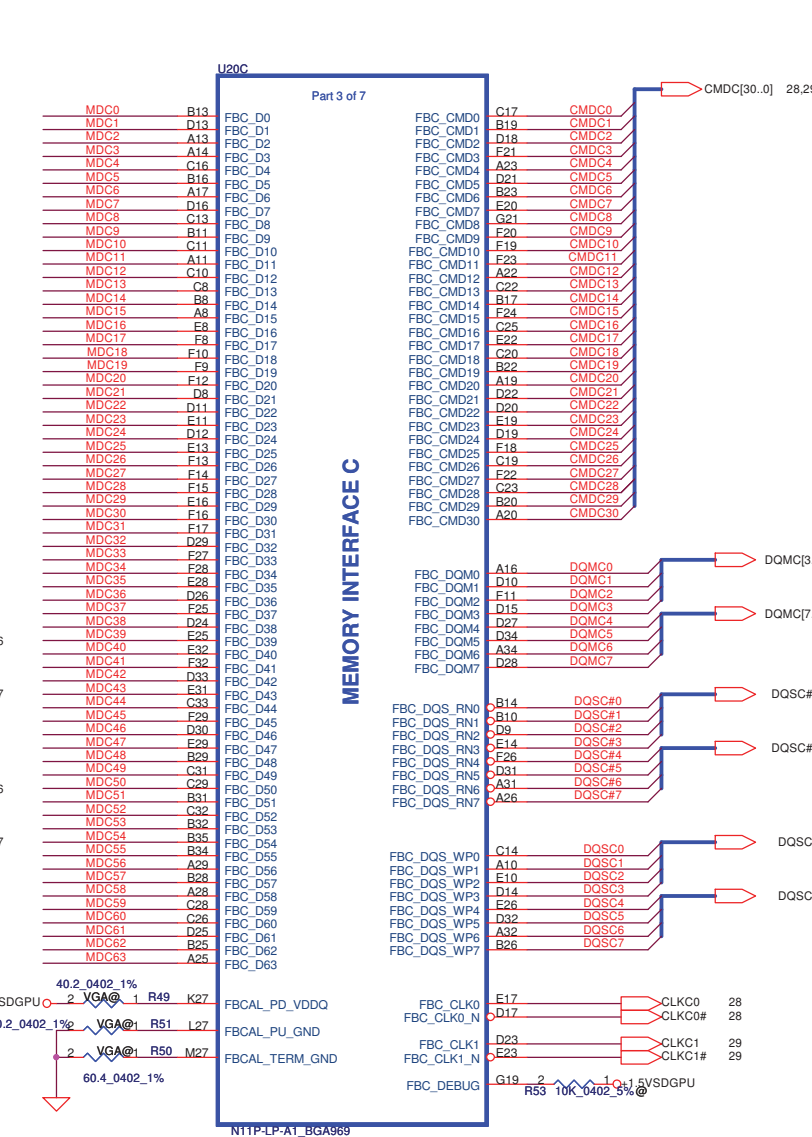 U20C
Part 3 of 7
CMDC[30..0] 28,29
MDC0 B13 FBC_D0 FBC_CMD0 C17 CMDC0
MDC1 D13 FBC_D1 FBC_CMD1 B19 CMDC1
MDC2 A13 FBC_D2 FBC_CMD2 D18 CMDC2
MDC3 A14 FBC_D3 FBC_CMD3 F21 CMDC3
MDC4 C16 FBC_D4 FBC_CMD4 A23 CMDC4
MDC5 B16 FBC_D5 FBC_CMD5 D21 CMDC5
MDC6 A17 FBC_D6 FBC_CMD6 B23 CMDC6
MDC7 D16 FBC_D7 FBC_CMD7 E20 CMDC7
MDC8 C13 FBC_D8 FBC_CMD8 G21 CMDC8
MDC9 B11 FBC_D9 FBC_CMD9 F20 CMDC9
MDC10 C11 FBC_D10 FBC_CMD10 F19 CMDC10
MDC11 A11 FBC_D11 FBC_CMD11 F23 CMDC11
MDC12 C10 FBC_D12 FBC_CMD12 A22 CMDC12
MDC13 C8 FBC_D13 FBC_CMD13 C22 CMDC13
MDC14 B8 FBC_D14 FBC_CMD14 B17 CMDC14
MDC15 A8 FBC_D15 FBC_CMD15 F24 CMDC15
MDC16 E8 FBC_D16 FBC_CMD16 C25 CMDC16
MDC17 F8 FBC_D17 FBC_CMD17 E22 CMDC17
MDC18 F10 FBC_D18 FBC_CMD18 C20 CMDC18
MDC19 F9 FBC_D19 FBC_CMD19 B22 CMDC19
MDC20 F12 FBC_D20 FBC_CMD20 A19 CMDC20
MDC21 D8 FBC_D21 FBC_CMD21 D22 CMDC21
MDC22 D11 FBC_D22 FBC_CMD22 D20 CMDC22
MDC23 E11 FBC_D23 FBC_CMD23 E19 CMDC23
MDC24 D12 FBC_D24 FBC_CMD24 D19 CMDC24
MDC25 E13 FBC_D25 FBC_CMD25 F18 CMDC25
MDC26 F13 FBC_D26 FBC_CMD26 C19 CMDC26
MDC27 F14 FBC_D27 FBC_CMD27 F22 CMDC27
MDC28 F15 FBC_D28 FBC_CMD28 C23 CMDC28
MDC29 E16 FBC_D29 FBC_CMD29 B20 CMDC29
MDC30 F16 FBC_D30 FBC_CMD30 A20 CMDC30
MDC31 F17 FBC_D31
MDC32 D29 FBC_D32
MDC33 F27 FBC_D33 DQMC[3
MDC34 F28 FBC_D34 FBC_DQM0 A16 DQMC0
MDC35 E28 FBC_D35 FBC_DQM1 D10 DQMC1
MDC36 D26 FBC_D36 FBC_DQM2 F11 DQMC2
MDC37 F25 FBC_D37 FBC_DQM3 D15 DQMC3 DQMC[7
MDC38 D24 FBC_D38 FBC_DQM4 D27 DQMC4
MDC39 E25 FBC_D39 FBC_DQM5 D34 DQMC5
MDC40 E32 FBC_D40 FBC_DQM6 A34 DQMC6
MDC41 F32 FBC_D41 FBC_DQM7 D28 DQMC7
MDC42 D33 FBC_D42
MDC43 E31 FBC_D43 DQSC#
MDC44 C33 FBC_D44 FBC_DQS_RN0 B14 DQSC#0
MDC45 F29 FBC_D45 FBC_DQS_RN1 B10 DQSC#1
MDC46 D30 FBC_D46 FBC_DQS_RN2 D9 DQSC#2
MDC47 E29 FBC_D47 FBC_DQS_RN3 E14 DQSC#3 DQSC#
MDC48 B29 FBC_D48 FBC_DQS_RN4 F26 DQSC#4
MDC49 C31 FBC_D49 FBC_DQS_RN5 D31 DQSC#5
MDC50 C29 FBC_D50 FBC_DQS_RN6 A31 DQSC#6
MDC51 B31 FBC_D51 FBC_DQS_RN7 A26 DQSC#7
MDC52 C32 FBC_D52
MDC53 B32 FBC_D53
MDC54 B35 FBC_D54 DQSC
MDC55 B34 FBC_D55 FBC_DQS_WP0 C14 DQSC0
MDC56 A29 FBC_D56 FBC_DQS_WP1 A10 DQSC1
MDC57 B28 FBC_D57 FBC_DQS_WP2 E10 DQSC2
MDC58 A28 FBC_D58 FBC_DQS_WP3 D14 DQSC3 DQSC
MDC59 C28 FBC_D59 FBC_DQS_WP4 E26 DQSC4
MDC60 C26 FBC_D60 FBC_DQS_WP5 D32 DQSC5
MDC61 D25 FBC_D61 FBC_DQS_WP6 A32 DQSC6
MDC62 B25 FBC_D62 FBC_DQS_WP7 B26 DQSC7
MDC63 A25 FBC_D63
MEMORY INTERFACE C
40.2_0402_1%
SDGPU 2 VGA@ 1 R49 K27 FBCAL_PD_VDDQ FBC_CLK0 E17 CLKC0 28
FBC_CLK0_N D17 CLKC0# 28
0.2_0402_1% 2 VGA@ 1 R51 L27 FBCAL_PU_GND
FBC_CLK1 D23 CLKC1 29
2 VGA@ 1 R50 M27 FBCAL_TERM_GND FBC_CLK1_N E23 CLKC1# 29
60.4_0402_1%
FBC_DEBUG G19 2 1 +1.5VSDGPU
R53 10K_0402_5% @
N11P-LP-A1_BGA969